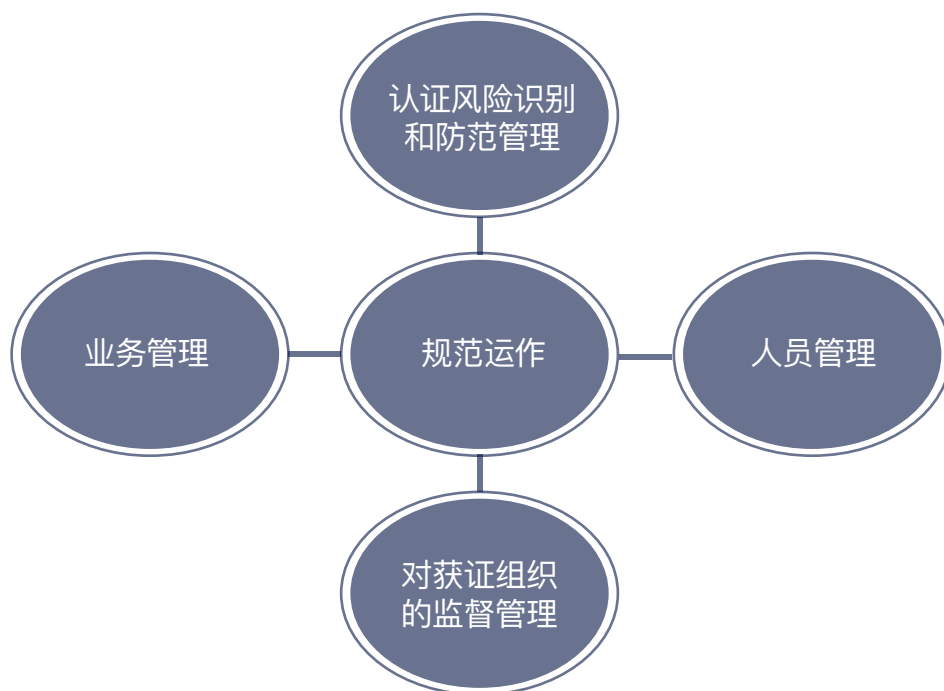 认证风险识别
和防范管理
业务管理
规范运作
人员管理
对获证组织
的监督管理